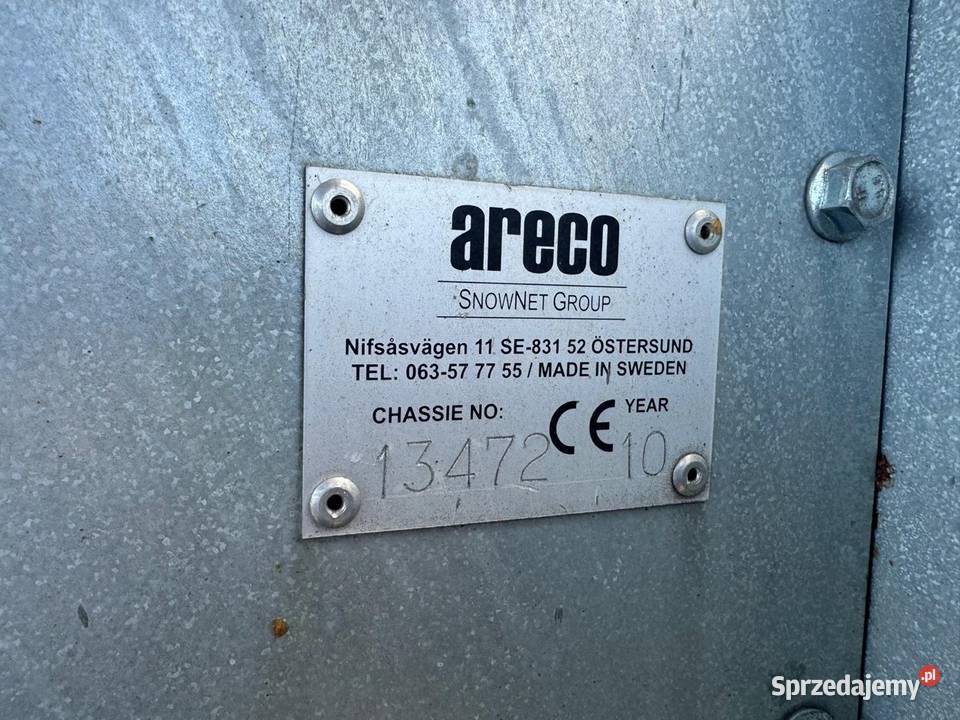 areco
SNOWNET GROUP
Nifsåsvägen 11 SE-831 52 ÖSTERSUND
TEL: 063-57 77 55 / MADE IN SWEDEN
CHASSIE NO: CE YEAR
13472 10
Sprzedajemy.pl